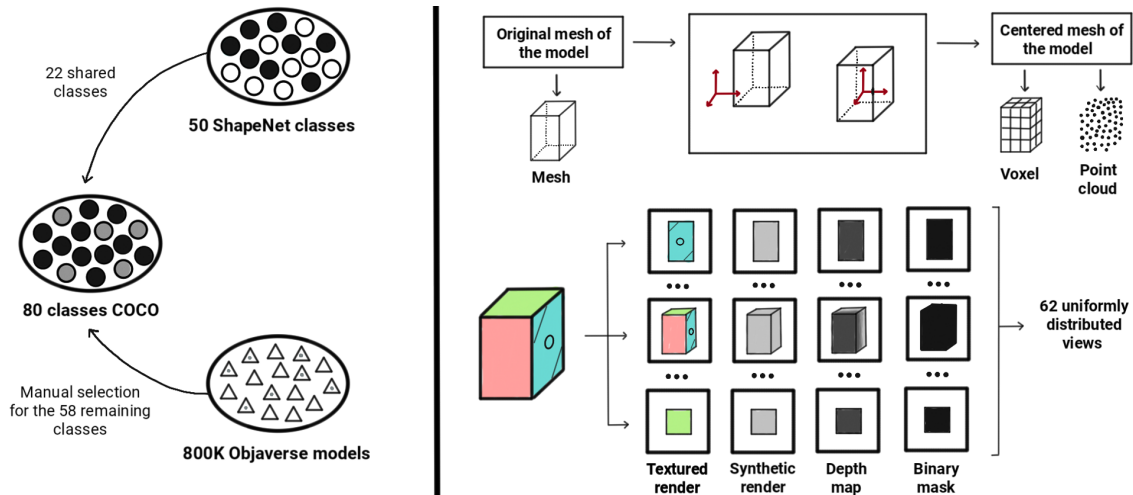 22 shared
classes
50 ShapeNet classes
80 classes COCO
Manual selection
for the 58 remaining
classes
800K Objaverse models
Original mesh of
the model
Mesh
Centered mesh of
the model
Voxel
Point
cloud
62 uniformly
distributed
views
Textured
render
Synthetic
render
Depth
map
Binary
mask